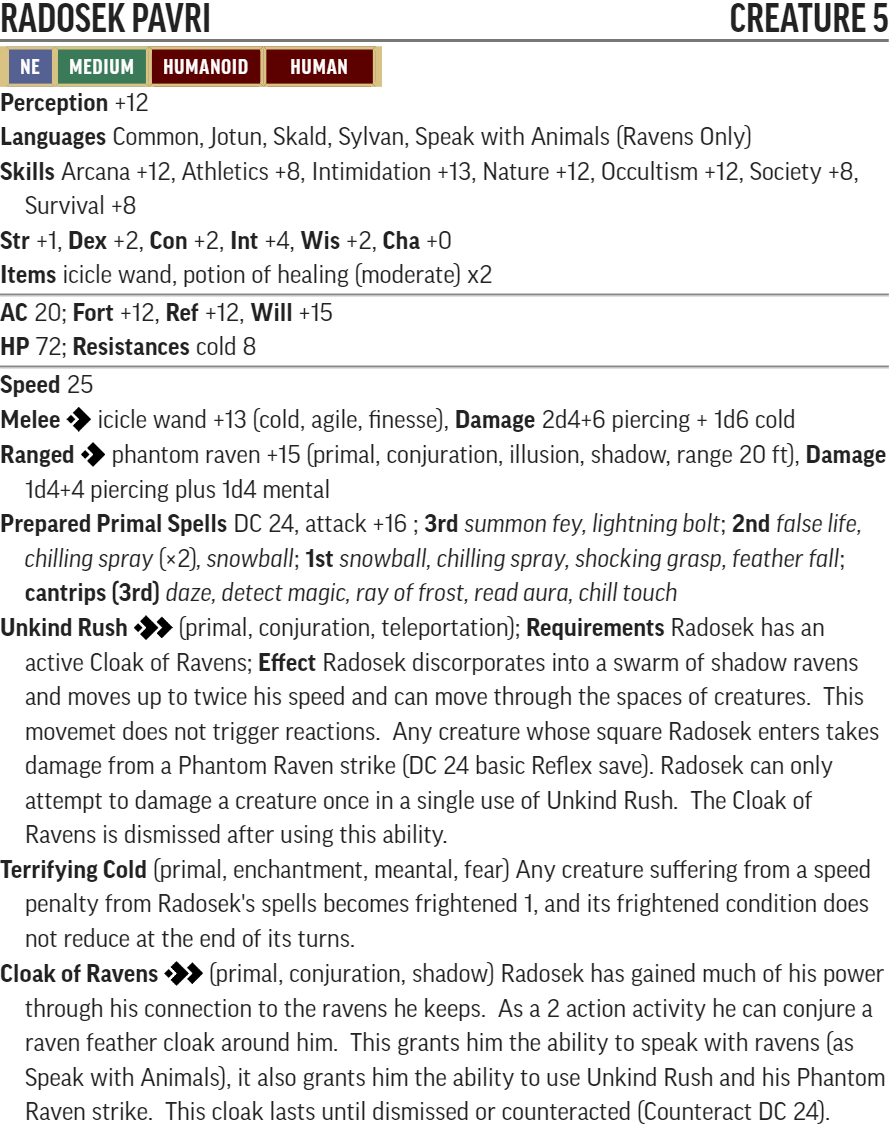 RADOSEK PAVRI CREATURE 5
NE MEDIUM HUMANOID HUMAN
Perception +12
Languages Common, Jotun, Skald, Sylvan, Speak with Animals (Ravens Only)
Skills Arcana +12, Athletics +8, Intimidation +13, Nature +12, Occultism +12, Society +8,
Survival +8
Str +1, Dex +2, Con +2, Int +4, Wis +2, Cha +0
Items icicle wand, potion of healing (moderate) x2
AC 20; Fort +12, Ref +12, Will +15
HP 72; Resistances cold 8
Speed 25
Melee icicle wand +13 (cold, agile, finesse), Damage 2d4+6 piercing + 1d6 cold
Ranged phantom raven +15 (primal, conjuration, illusion, shadow, range 20 ft), Damage
1d4+4 piercing plus 1d4 mental
Prepared Primal Spells DC 24, attack +16 ; 3rd summon fey, lightning bolt; 2nd false life,
chilling spray (×2), snowball; 1st snowball, chilling spray, shocking grasp, feather fall;
cantrips (3rd) daze, detect magic, ray of frost, read aura, chill touch
Unkind Rush (primal, conjuration, teleportation); Requirements Radosek has an
active Cloak of Ravens; Effect Radosek discorporates into a swarm of shadow ravens
and moves up to twice his speed and can move through the spaces of creatures. This
movemet does not trigger reactions. Any creature whose square Radosek enters takes
damage from a Phantom Raven strike (DC 24 basic Reflex save). Radosek can only
attempt to damage a creature once in a single use of Unkind Rush. The Cloak of
Ravens is dismissed after using this ability.
Terrifying Cold (primal, enchantment, meantal, fear) Any creature suffering from a speed
penalty from Radosek's spells becomes frightened 1, and its frightened condition does
not reduce at the end of its turns.
Cloak of Ravens (primal, conjuration, shadow) Radosek has gained much of his power
through his connection to the ravens he keeps. As a 2 action activity he can conjure a
raven feather cloak around him. This grants him the ability to speak with ravens (as
Speak with Animals), it also grants him the ability to use Unkind Rush and his Phantom
Raven strike. This cloak lasts until dismissed or counteracted (Counteract DC 24).